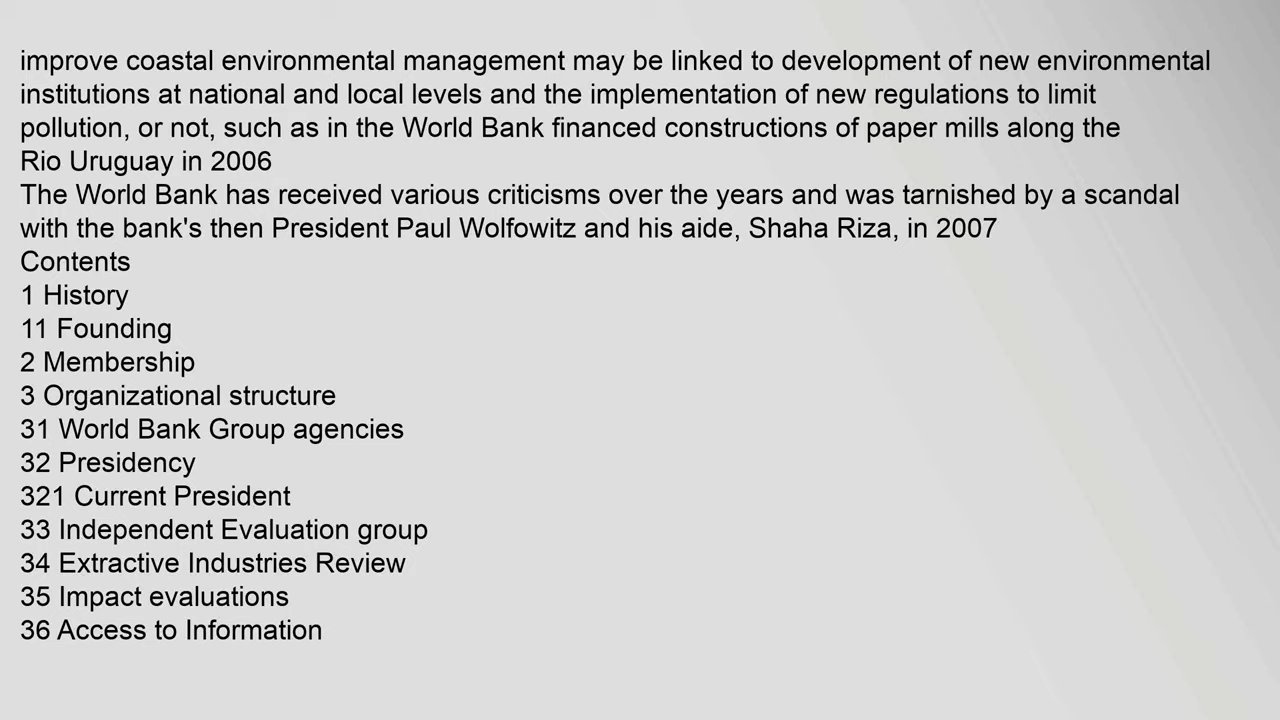 improve coastal environmental management may be linked to development of new environmental
institutions at national and local levels and the implementation of new regulations to limit
pollution, or not, such as in the World Bank financed constructions of paper mills along the
Rio Uruguay in 2006
The World Bank has received various criticisms over the years and was tarnished by a scandal
with the bank's then President Paul Wolfowitz and his aide, Shaha Riza, in 2007
Contents
1 History
11 Founding
2 Membership
3 Organizational structure
31 World Bank Group agencies
32 Presidency
321 Current President
33 Independent Evaluation group
34 Extractive Industries Review
35 Impact evaluations
36 Access to Information